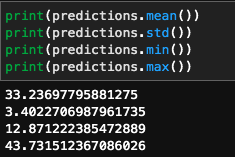 print(predictions.mean())
print(predictions.std())
print(predictions.min())
print(predictions.max())
33.23697795881275
3.4022706987961735
12.871222385472889
43.731512367086026